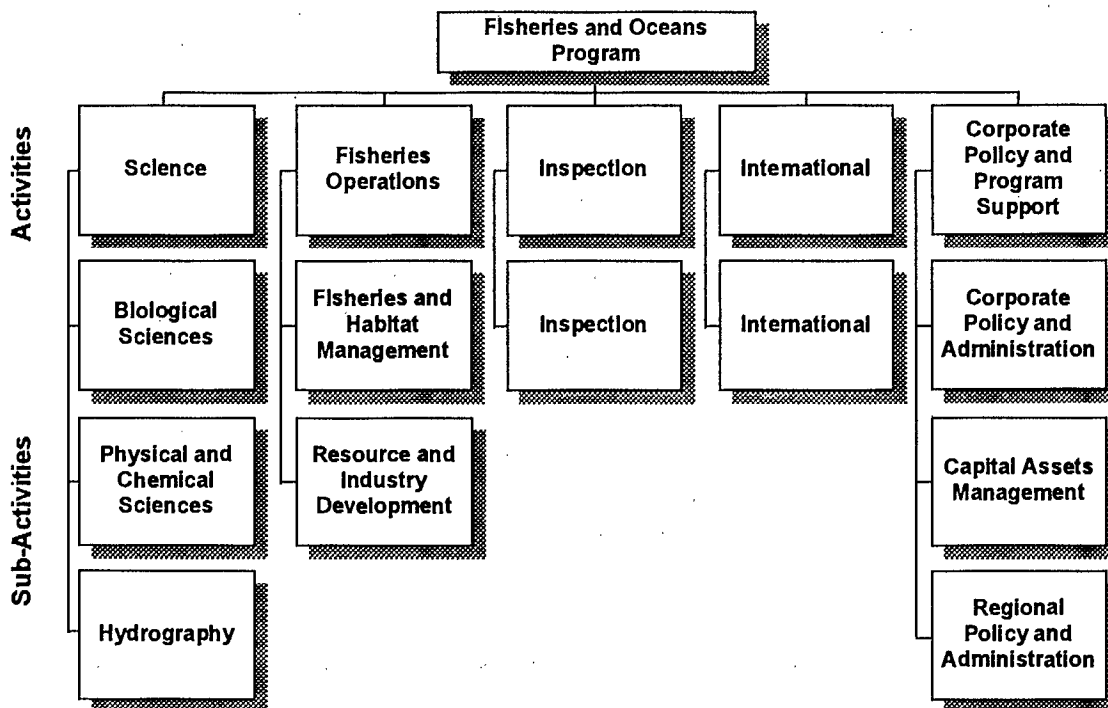 Fisheries and Oceans
Program
Activities
Science
Fisheries
Operations
Inspection
International
Corporate
Policy and
Program
Support
Sub-Activities
Biological
Sciences
Fisheries and
Habitat
Management
Inspection
International
Corporate
Policy and
Administration
Physical and
Chemical
Sciences
Resource and
Industry
Development
Capital Assets
Management
Hydrography
Regional
Policy and
Administration